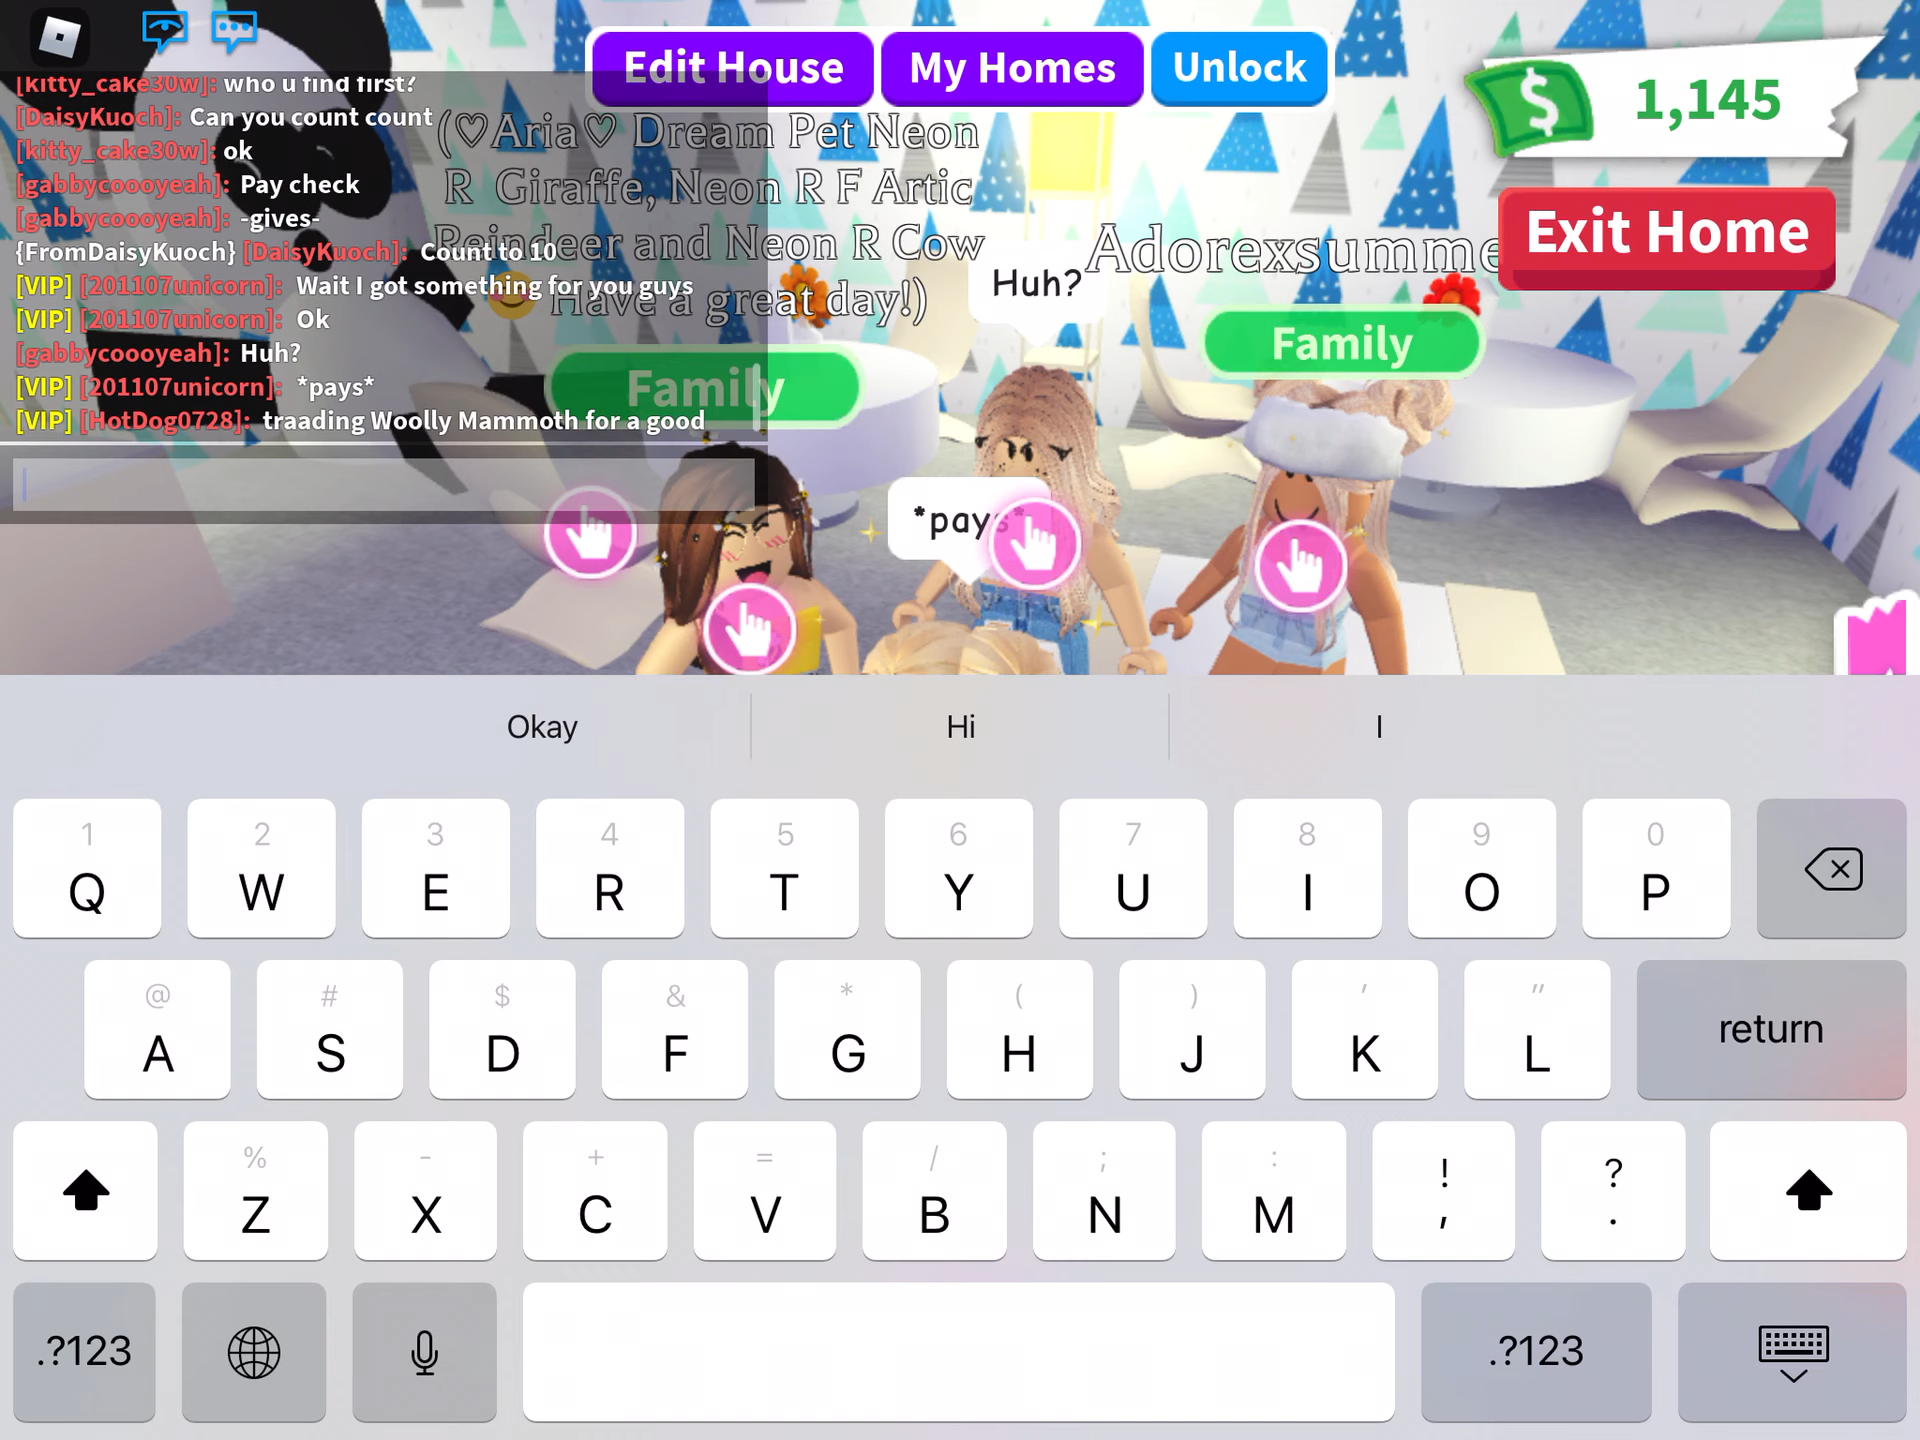 [kitty_cake30w]: who u find first?
[DaisyKuoch]: Can you count count
[kitty_cake30w]: ok
[gabbycoooyeah]: Pay check
[gabbycoooyeah]: -gives-
{FromDaisyKuoch} [DaisyKuoch]: Count to 10
[VIP] [201107unicorn]: Wait I got something for you guys
[VIP] [201107unicorn]: Ok
[gabbycoooyeah]: Huh?
[VIP] [201107unicorn]: *pays*
[VIP] [HotDog0728]: traading Woolly Mammoth for a good
Edit House
My Homes
Unlock
1,145
Exit Home
(♡Aria♡ Dream Pet Neon
R Giraffe, Neon R F Artic
Reindeer and Neon R Cow
😊 Have a great day!)
Adorexsumme
Huh?
Family
Family
*pays*
Okay Hi I
1 2 3 4 5 6 7 8 9 0
Q W E R T Y U I O P
@ # $ & * ( ) ' "
A S D F G H J K L return
% - + = / ; : ! ?
Z X C V B N M , .
.?123 .?123